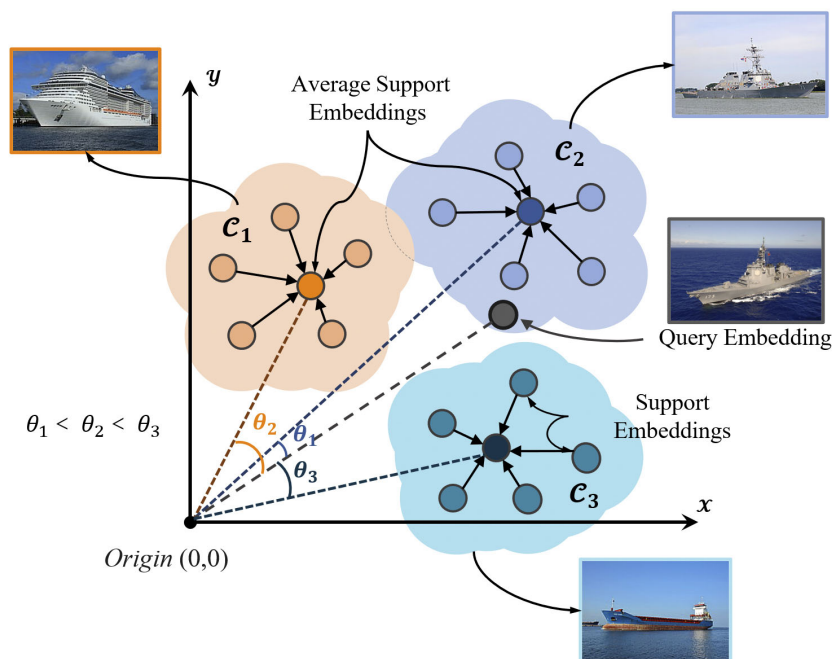 y
Average Support
Embeddings
C₂
C₁
Query Embedding
θ₁ < θ₂ < θ₃
θ₂
θ₁
θ₃
Support
Embeddings
C₃
x
Origin (0,0)